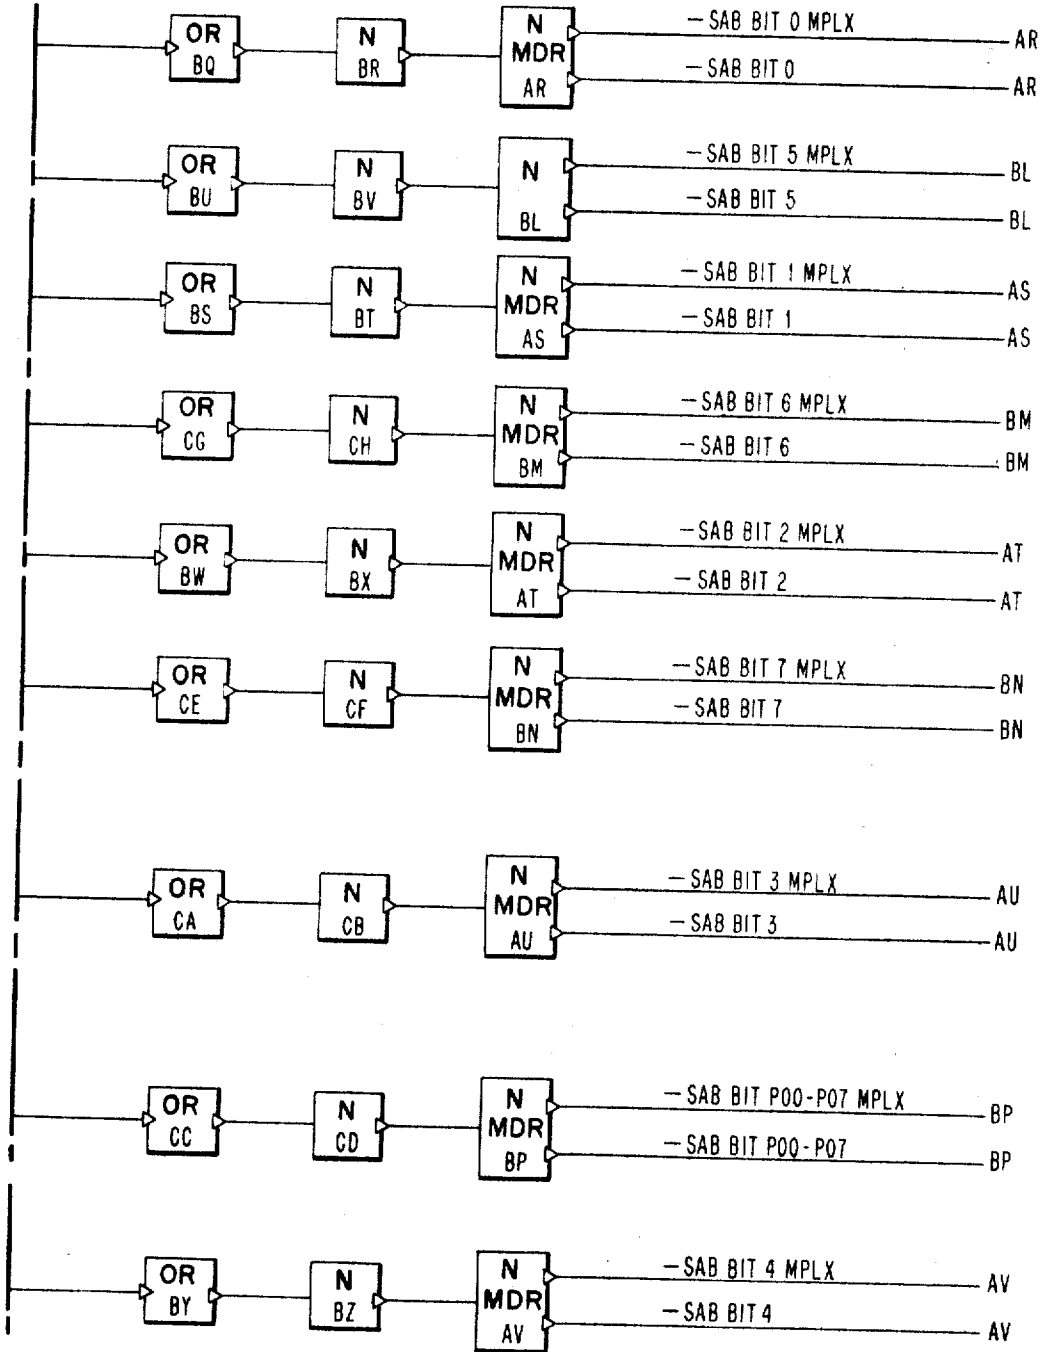 OR
BQ
N
BR
N
MDR
AR
—SAB BIT 0 MPLX
AR
—SAB BIT 0
AR
OR
BU
N
BV
N
BL
—SAB BIT 5 MPLX
BL
—SAB BIT 5
BL
OR
BS
N
BT
N
MDR
AS
—SAB BIT 1 MPLX
AS
—SAB BIT 1
AS
OR
CG
N
CH
N
MDR
BM
—SAB BIT 6 MPLX
BM
—SAB BIT 6
BM
OR
BW
N
BX
N
MDR
AT
—SAB BIT 2 MPLX
AT
—SAB BIT 2
AT
OR
CE
N
CF
N
MDR
BN
—SAB BIT 7 MPLX
BN
—SAB BIT 7
BN
OR
CA
N
CB
N
MDR
AU
—SAB BIT 3 MPLX
AU
—SAB BIT 3
AU
OR
CC
N
CD
N
MDR
BP
—SAB BIT P00-P07 MPLX
BP
—SAB BIT P00-P07
BP
OR
BY
N
BZ
N
MDR
AV
—SAB BIT 4 MPLX
AV
—SAB BIT 4
AV